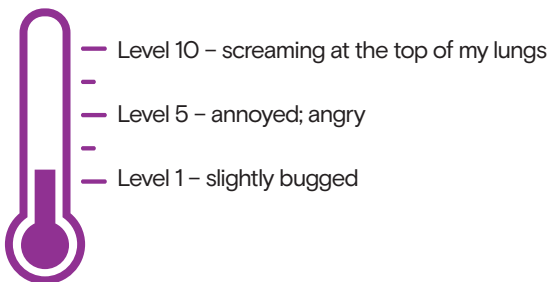 Level 10 – screaming at the top of my lungs
Level 5 – annoyed; angry
Level 1 – slightly bugged